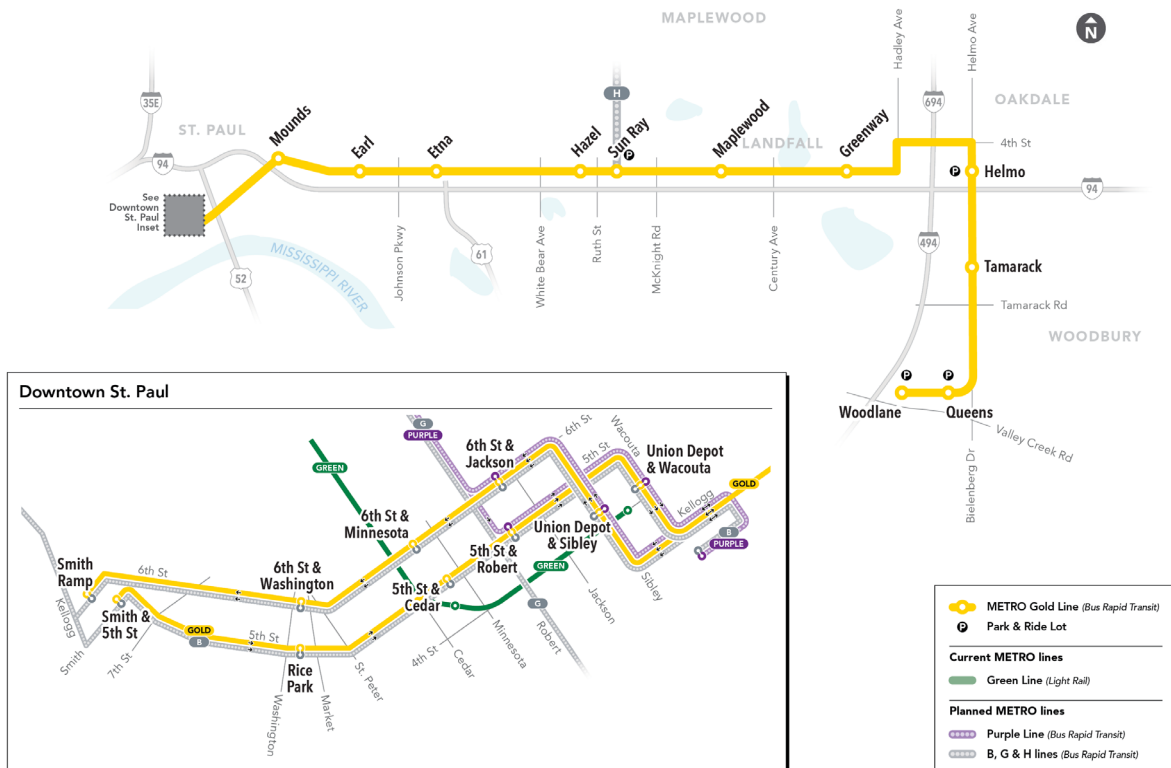 MAPLEWOOD
N
Hadley Ave
Helmo Ave
35E
ST. PAUL
94
Mounds
Earl
Etna
H
Hazel
Sun Ray
P
Maplewood
LANDFALL
Greenway
694
OAKDALE
4th St
P
Helmo
94
See
Downtown
St. Paul
Inset
MISSISSIPPI RIVER
52
Johnson Pkwy
61
White Bear Ave
Ruth St
McKnight Rd
Century Ave
494
Tamarack
Tamarack Rd
WOODBURY
P
P
Woodlane
Queens
Valley Creek Rd
Bielenberg Dr
Downtown St. Paul
G
PURPLE
GREEN
6th St &
Jackson
6th St
5th St
Wacouta
Union Depot
& Wacouta
GOLD
Kellogg
B
PURPLE
6th St &
Minnesota
5th St &
Robert
Union Depot
& Sibley
Sibley
GREEN
Jackson
Smith
Ramp
6th St
6th St &
Washington
5th St &
Cedar
G
Kellogg
Smith &
5th St
GOLD
B
5th St
Smith
7th St
Rice
Park
4th St
St. Peter
Cedar
Minnesota
Robert
Washington
Market
METRO Gold Line (Bus Rapid Transit)
P
Park & Ride Lot
Current METRO lines
Green Line (Light Rail)
Planned METRO lines
Purple Line (Bus Rapid Transit)
B, G & H lines (Bus Rapid Transit)